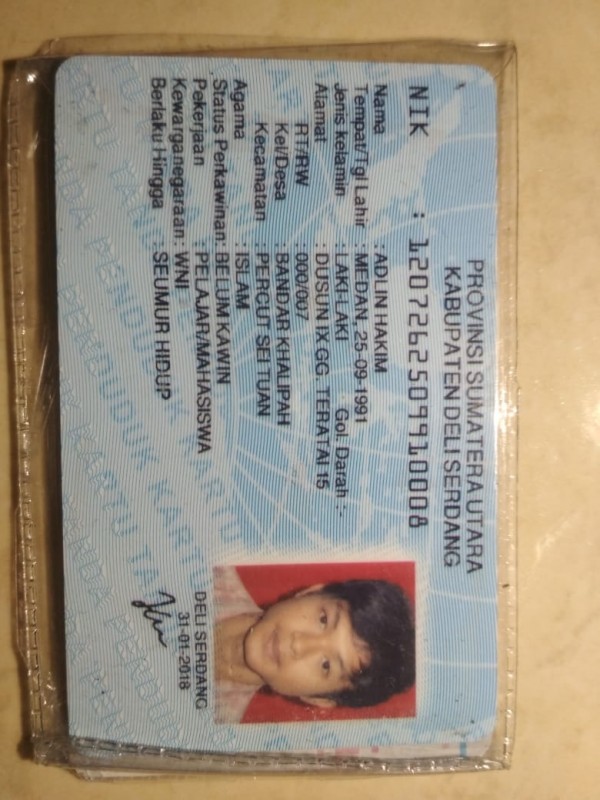 PROVINSI SUMATERA UTARA
KABUPATEN DELI SERDANG
NIK : 1207262509910008
Nama : ADLIN HAKIM
Tempat/Tgl Lahir : MEDAN, 25-09-1991
Jenis kelamin : LAKI-LAKI Gol. Darah :-
Alamat : DUSUN IX GG. TERATAI 15
RT/RW : 000/007
Kel/Desa : BANDAR KHALIPAH
Kecamatan : PERCUT SEI TUAN
Agama : ISLAM
Status Perkawinan: BELUM KAWIN
Pekerjaan : PELAJAR/MAHASISWA
Kewarganegaraan: WNI
Berlaku Hingga : SEUMUR HIDUP
DELI SERDANG
31-01-2018